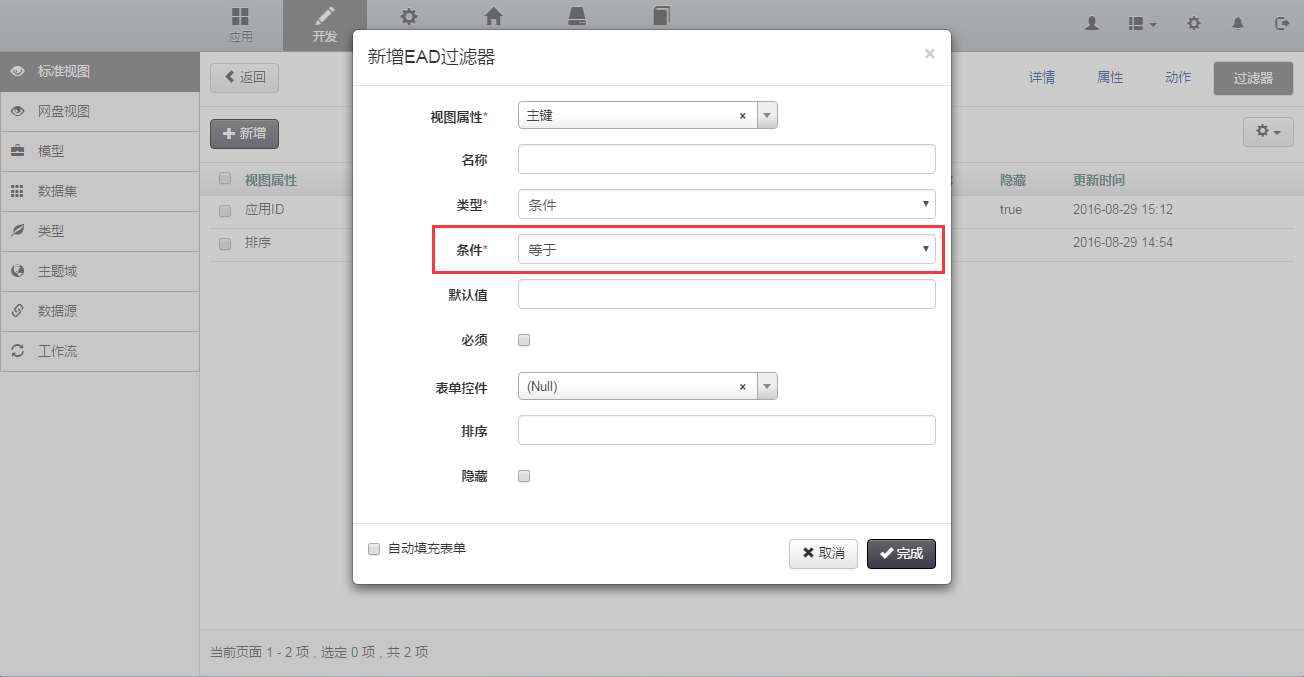 应用
开发
新增EAD过滤器 ×
标准视图
网盘视图
模型
数据集
类型
主题域
数据源
工作流
返回
详情 属性 动作 过滤器
新增
视图属性 隐藏 更新时间
应用ID true 2016-08-29 15:12
排序 2016-08-29 14:54
视图属性* 主键 ×
名称
类型* 条件
条件* 等于
默认值
必须
表单控件 (Null) ×
排序
隐藏
自动填充表单 取消 完成
当前页面 1 - 2 项 , 选定 0 项 , 共 2 项